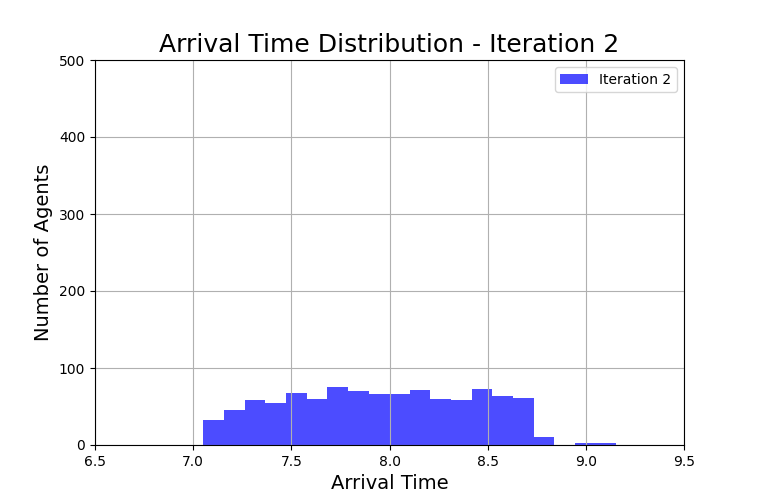 Arrival Time Distribution - Iteration 2
Iteration 2
Number of Agents
500
400
300
200
100
0
6.5 7.0 7.5 8.0 8.5 9.0 9.5
Arrival Time